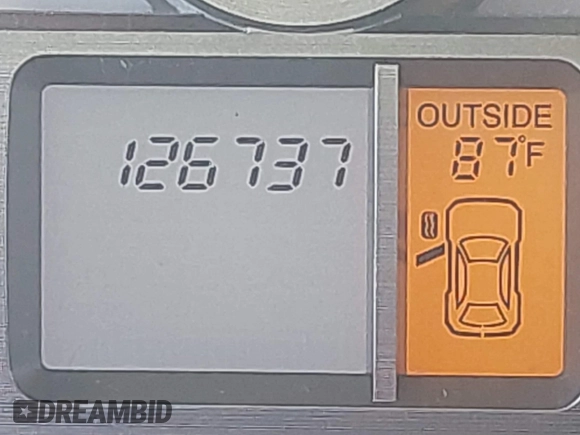 126737
OUTSIDE
87°F
DREAMBID